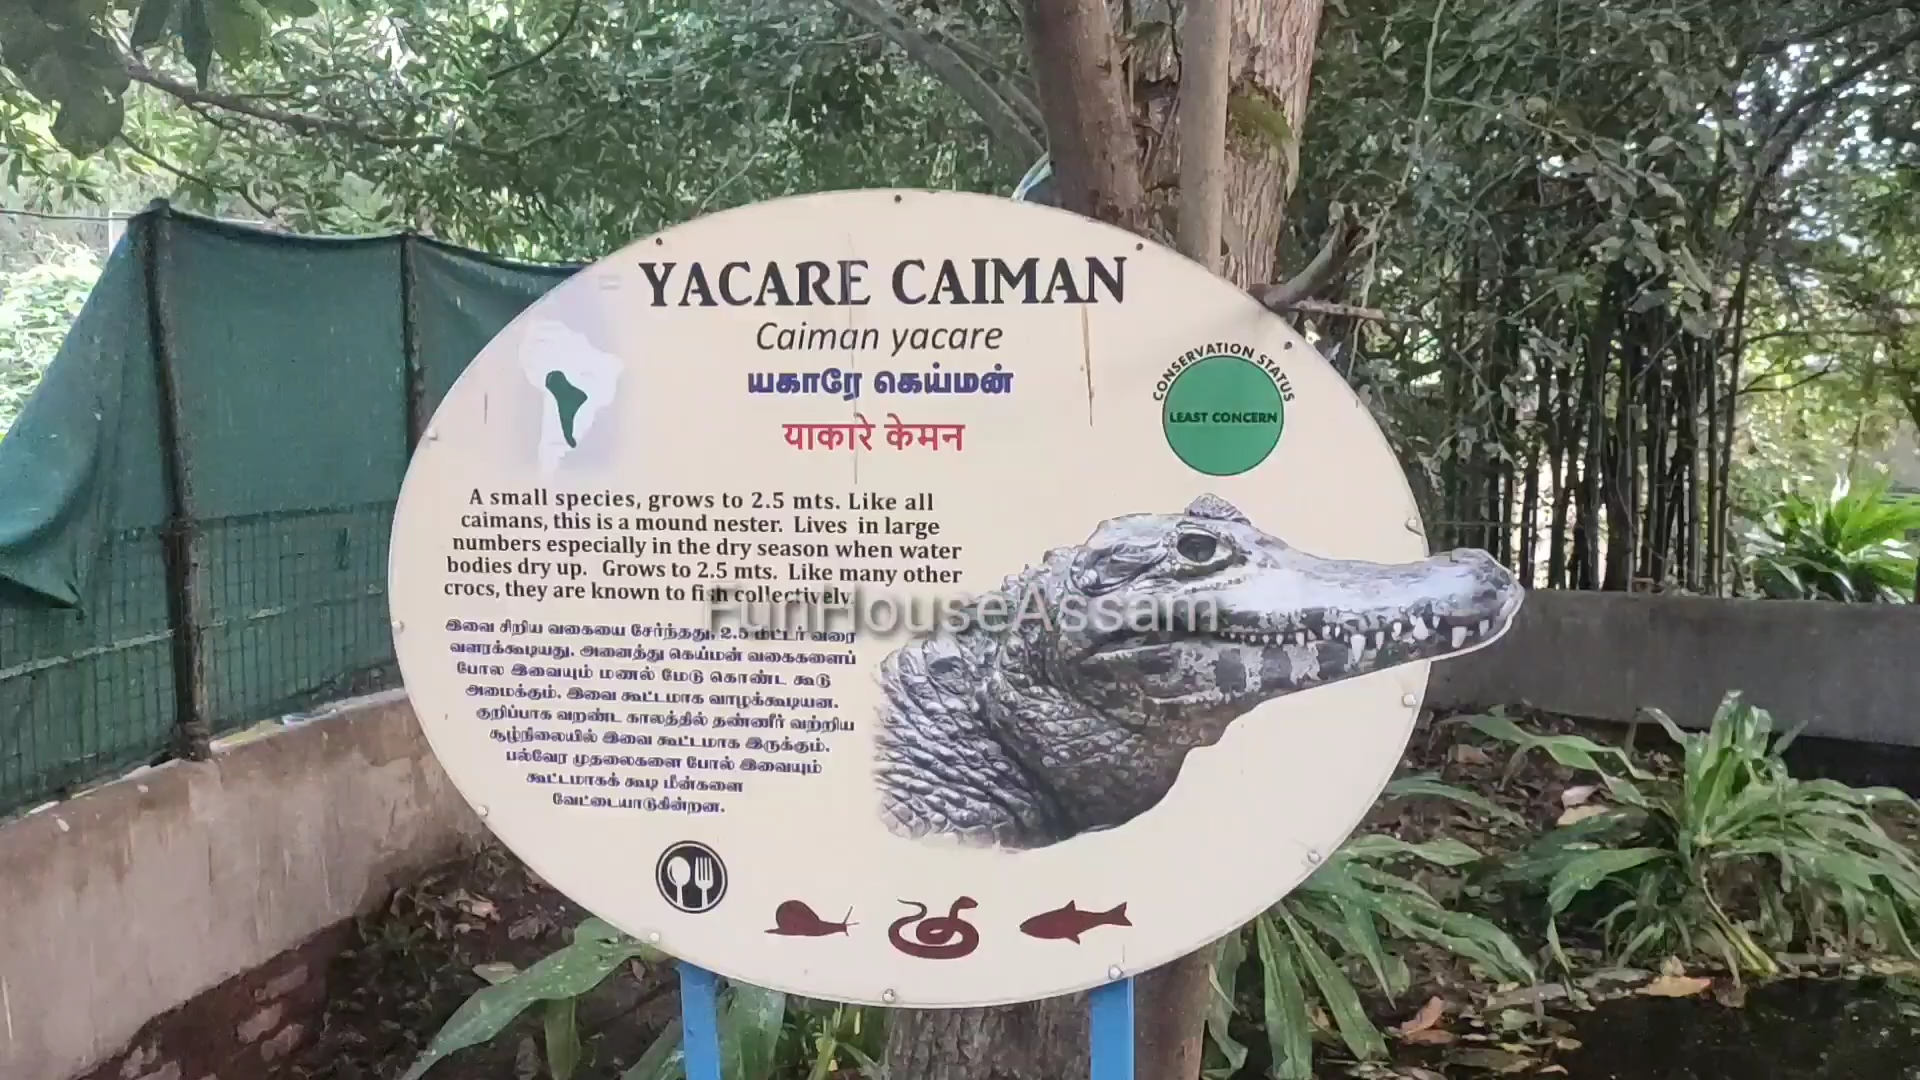 YACARE CAIMAN
Caiman yacare
யகாரே கெய்மன்
याकारे केमन
CONSERVATION STATUS
LEAST CONCERN
A small species, grows to 2.5 mts. Like all
caimans, this is a mound nester. Lives in large
numbers especially in the dry season when water
bodies dry up. Grows to 2.5 mts. Like many other
crocs, they are known to fish collectively.
FunHouseAssam
இவை சிறிய வகையை சேர்ந்தது. 2.5 மீட்டர் வரை
வளரக்கூடியது. அனைத்து கெய்மன் வகைகளைப்
போல இவையும் மணல் மேடு கொண்ட கூடு
அமைக்கும். இவை கூட்டமாக வாழக்கூடியன.
குறிப்பாக வறண்ட காலத்தில் தண்ணீர் வற்றிய
சூழ்நிலையில் இவை கூட்டமாக இருக்கும்.
பல்வேர முதலைகளை போல் இவையும்
கூட்டமாகக் கூடி மீன்களை
வேட்டையாடுகின்றன.